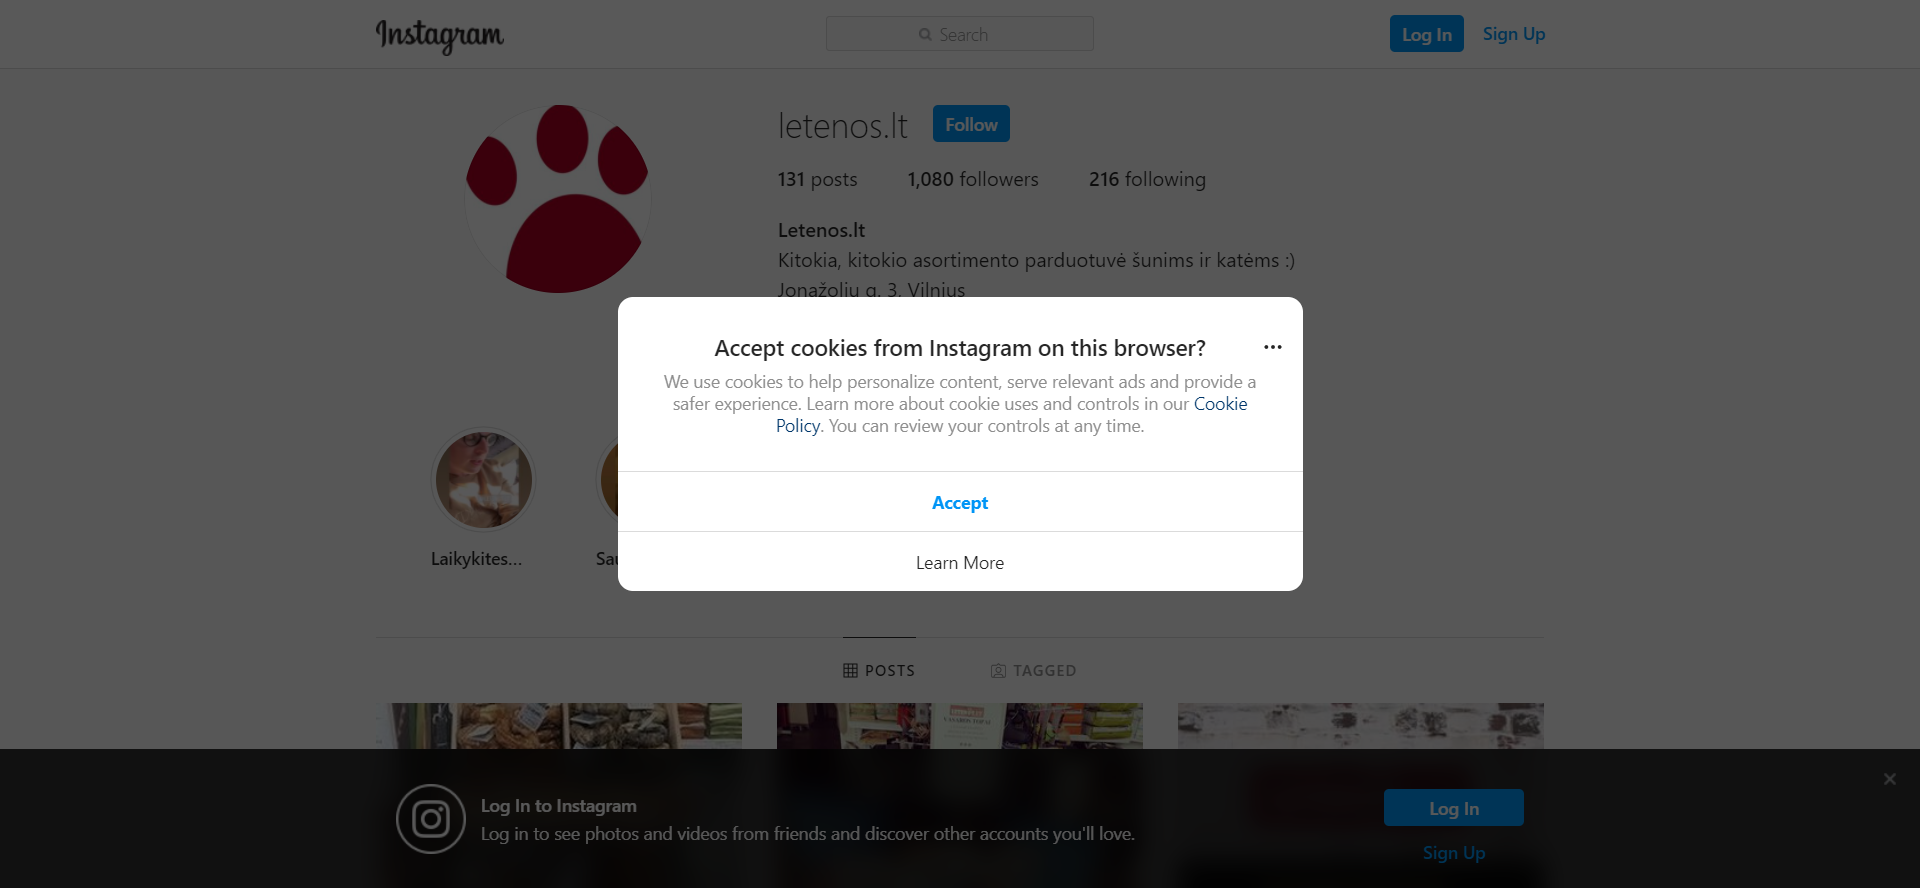 Instagram
Search
Log In
Sign Up
letenos.lt
Follow
131 posts
1,080 followers
216 following
Letenos.lt
Kitokia, kitokio asortimento parduotuvė šunims ir katėms :)
Jonažolių g. 3, Vilnius
Accept cookies from Instagram on this browser?
We use cookies to help personalize content, serve relevant ads and provide a
safer experience. Learn more about cookie uses and controls in our Cookie
Policy. You can review your controls at any time.
Accept
Learn More
Laikykites...
POSTS
TAGGED
Log In to Instagram
Log in to see photos and videos from friends and discover other accounts you'll love.
Log In
Sign Up